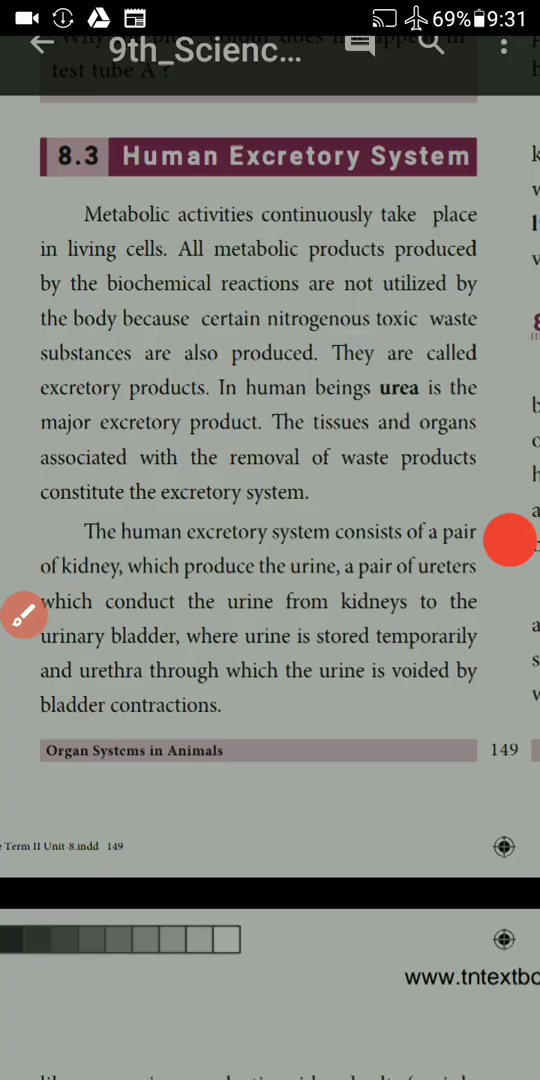 69% 9:31
9th_Scienc...
test tube A ?
8.3 Human Excretory System
Metabolic activities continuously take place
in living cells. All metabolic products produced
by the biochemical reactions are not utilized by
the body because certain nitrogenous toxic waste
substances are also produced. They are called
excretory products. In human beings urea is the
major excretory product. The tissues and organs
associated with the removal of waste products
constitute the excretory system.
The human excretory system consists of a pair
of kidney, which produce the urine, a pair of ureters
which conduct the urine from kidneys to the
urinary bladder, where urine is stored temporarily
and urethra through which the urine is voided by
bladder contractions.
Organ Systems in Animals 149
Term II Unit-8.indd 149
www.tntextbo